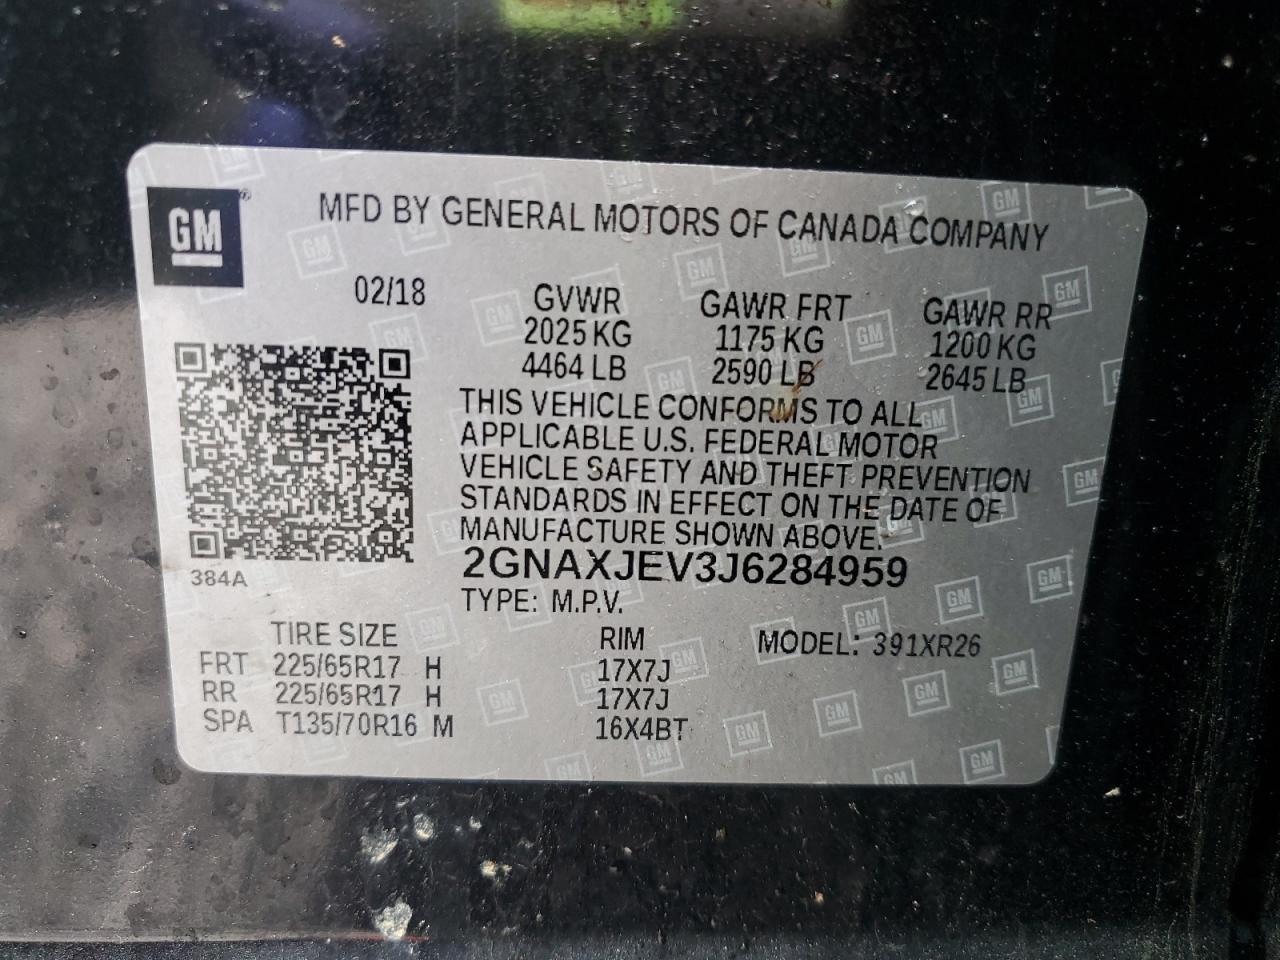 GM®
MFD BY GENERAL MOTORS OF CANADA COMPANY
02/18 GVWR GAWR FRT GAWR RR
2025 KG 1175 KG 1200 KG
4464 LB 2590 LB 2645 LB
THIS VEHICLE CONFORMS TO ALL
APPLICABLE U.S. FEDERAL MOTOR
VEHICLE SAFETY AND THEFT PREVENTION
STANDARDS IN EFFECT ON THE DATE OF
MANUFACTURE SHOWN ABOVE.
2GNAXJEV3J6284959
384A
TYPE: M.P.V.
TIRE SIZE RIM MODEL: 391XR26
FRT 225/65R17 H 17X7J
RR 225/65R17 H 17X7J
SPA T135/70R16 M 16X4BT